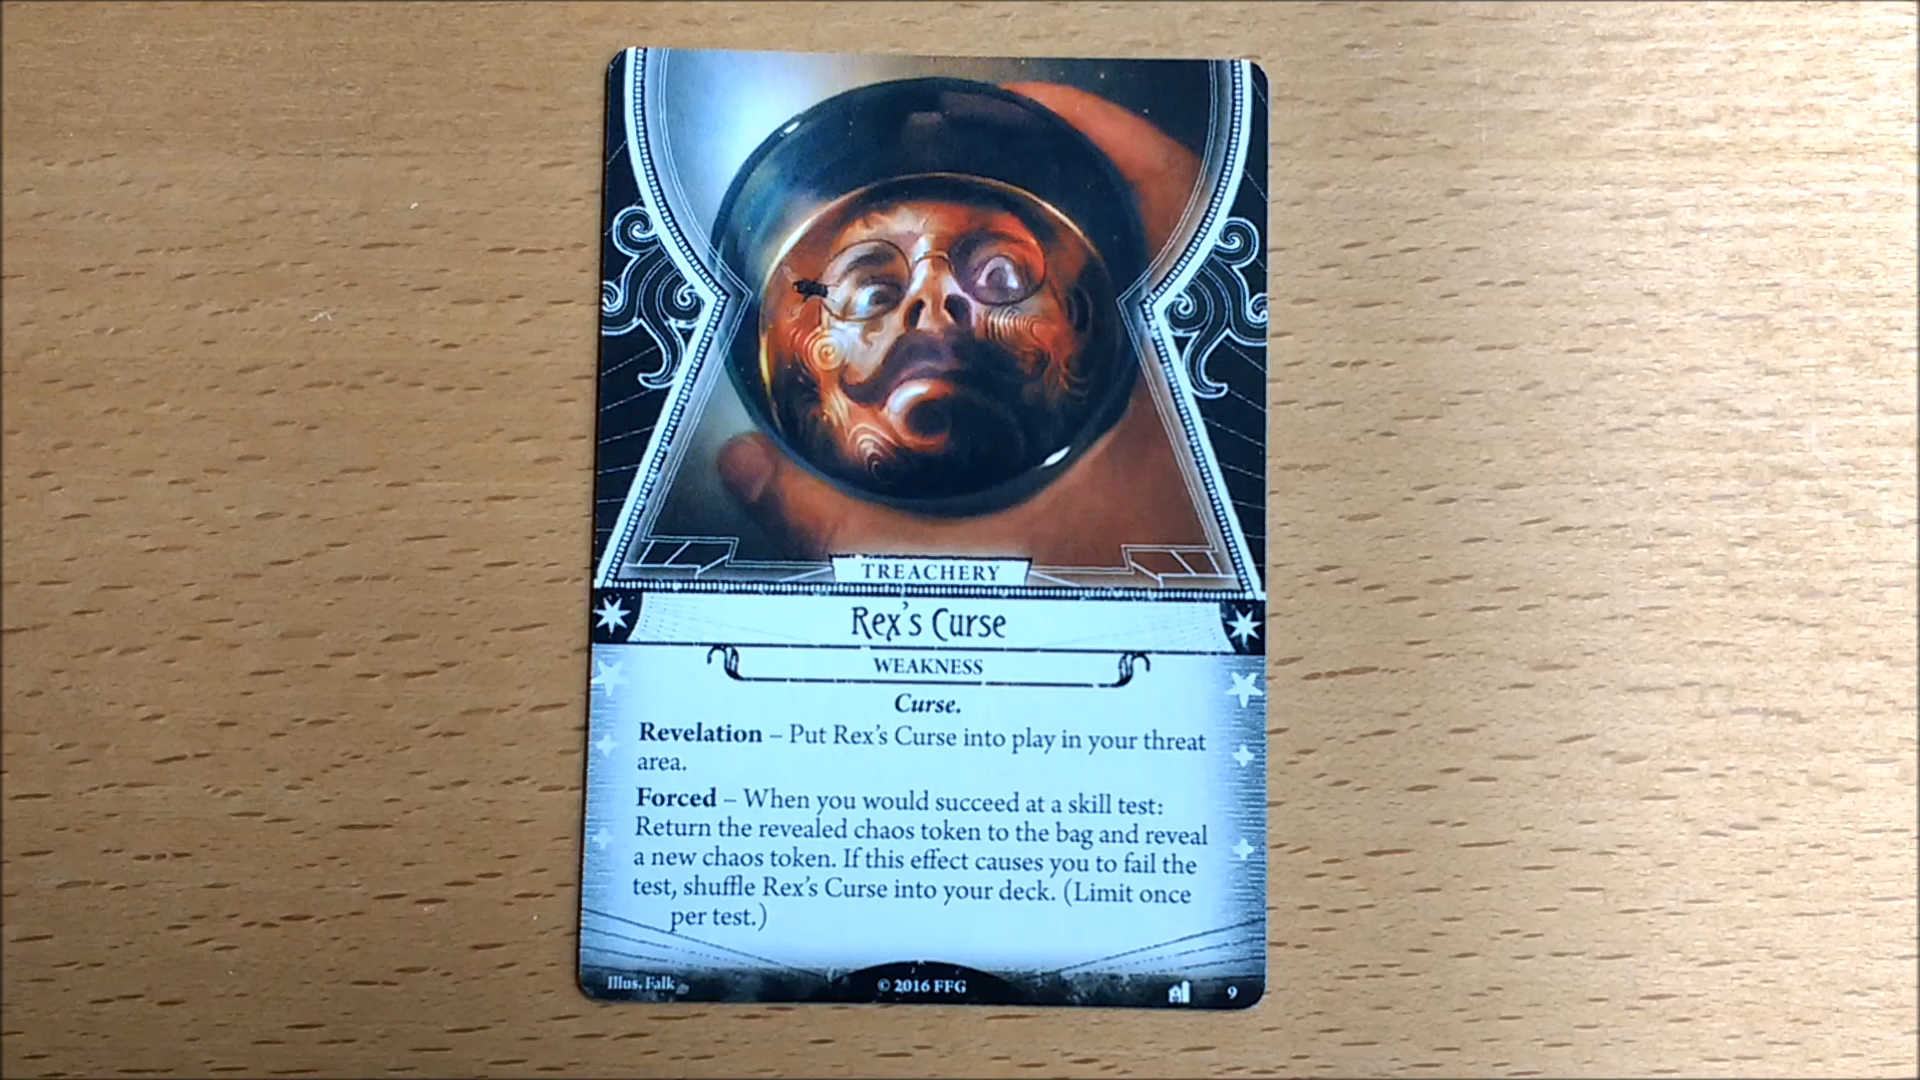 TREACHERY
Rex's Curse
WEAKNESS
Curse.
Revelation – Put Rex's Curse into play in your threat
area.
Forced – When you would succeed at a skill test:
Return the revealed chaos token to the bag and reveal
a new chaos token. If this effect causes you to fail the
test, shuffle Rex's Curse into your deck. (Limit once
per test.)
Illus. Falk
© 2016 FFG
9